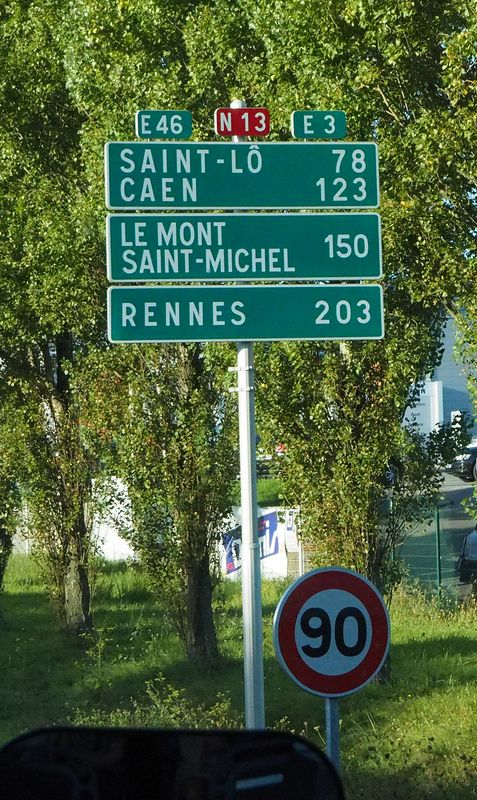 E46 N 13 E 3
SAINT-LÔ 78
CAEN 123
LE MONT
SAINT-MICHEL 150
RENNES 203
90